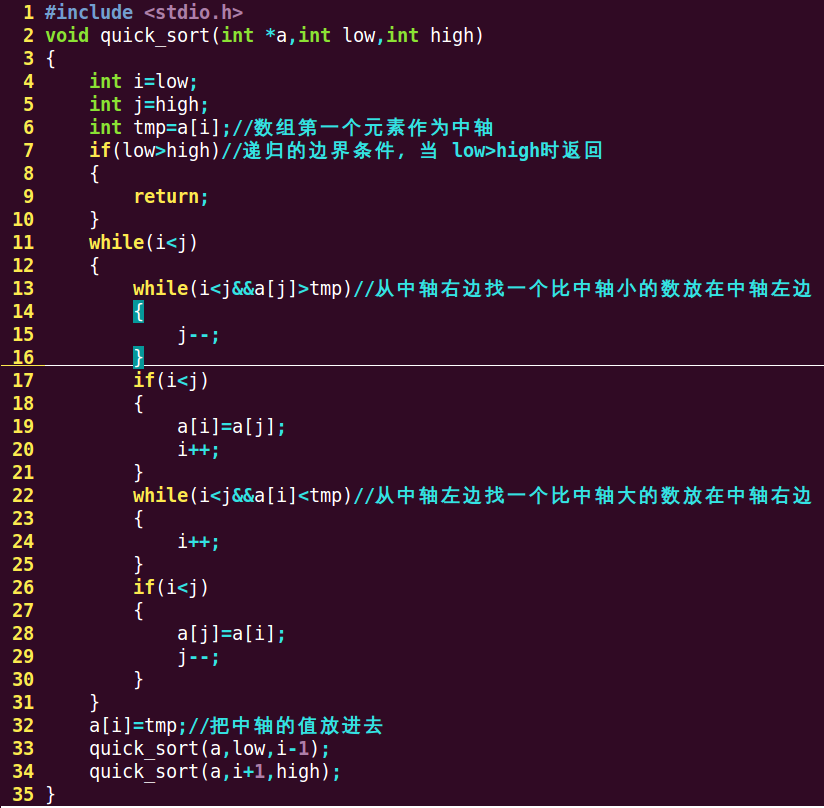 1 #include <stdio.h>
2 void quick_sort(int *a,int low,int high)
3 {
4     int i=low;
5     int j=high;
6     int tmp=a[i];//数组第一个元素作为中轴
7     if(low>high)//递归的边界条件，当 low>high时返回
8     {
9         return;
10     }
11     while(i<j)
12     {
13         while(i<j&&a[j]>tmp)//从中轴右边找一个比中轴小的数放在中轴左边
14         {
15             j--;
16         }
17         if(i<j)
18         {
19             a[i]=a[j];
20             i++;
21         }
22         while(i<j&&a[i]<tmp)//从中轴左边找一个比中轴大的数放在中轴右边
23         {
24             i++;
25         }
26         if(i<j)
27         {
28             a[j]=a[i];
29             j--;
30         }
31     }
32     a[i]=tmp;//把中轴的值放进去
33     quick_sort(a,low,i-1);
34     quick_sort(a,i+1,high);
35 }